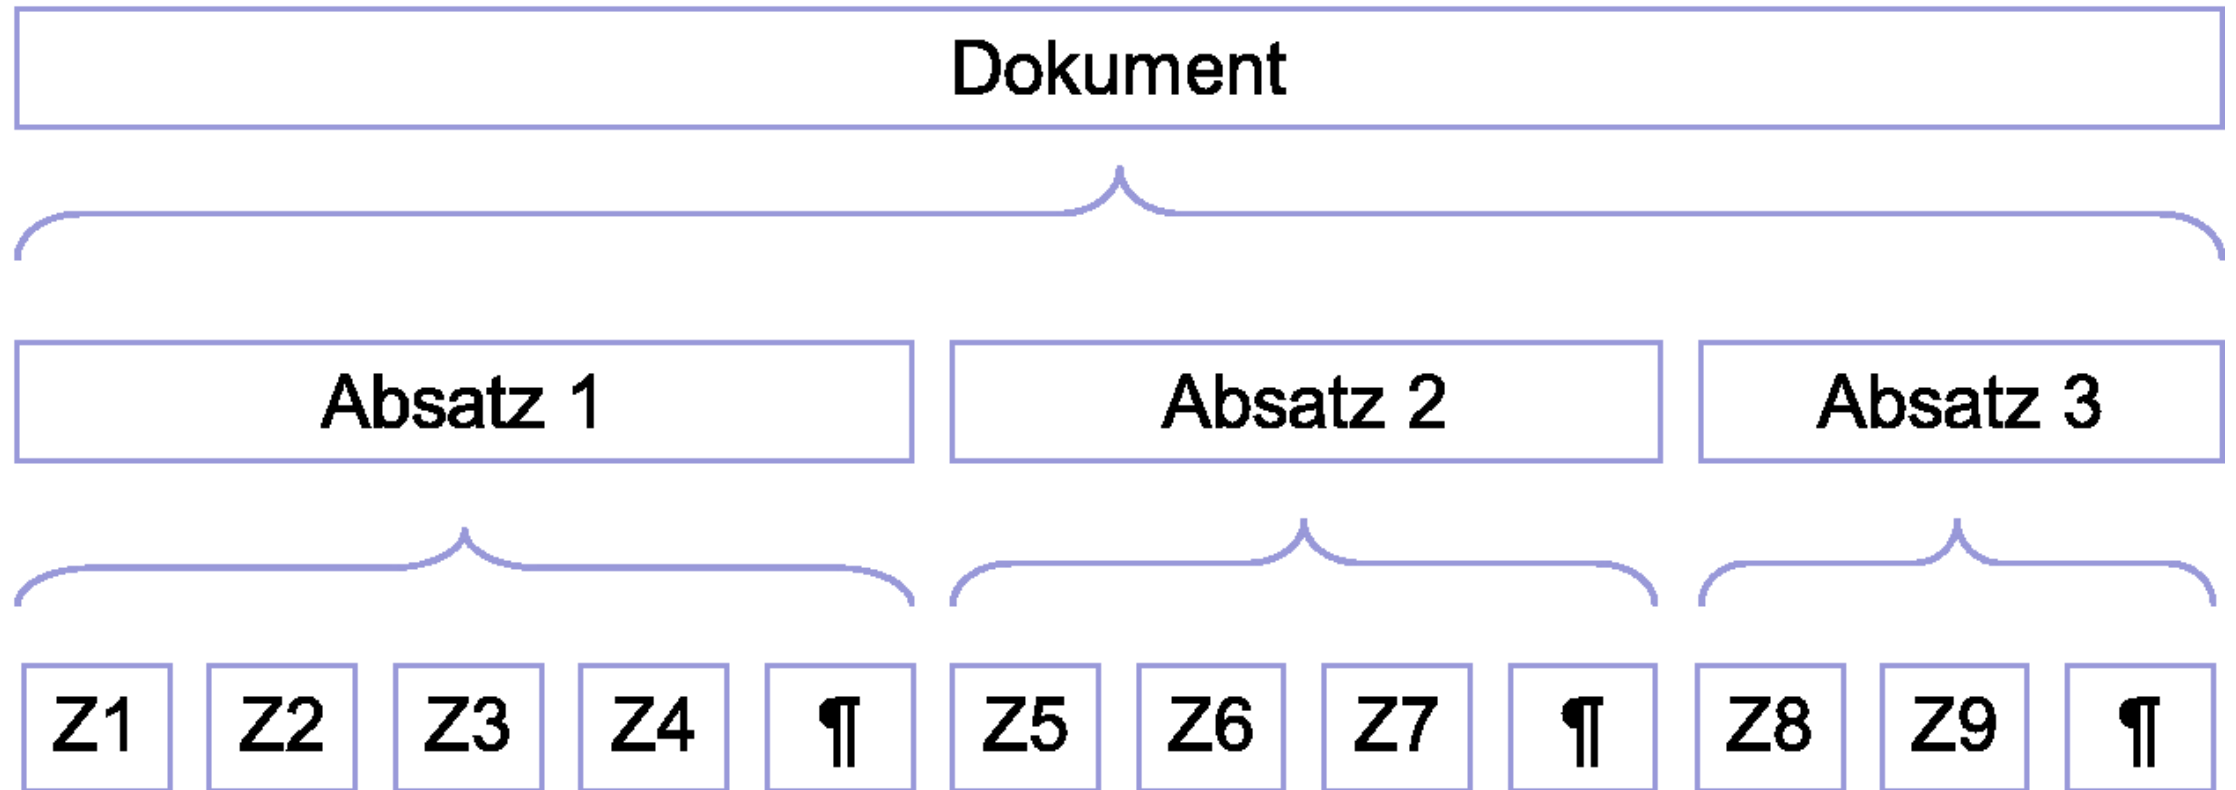 Dokument
Absatz 1 Absatz 2 Absatz 3
Z1 Z2 Z3 Z4 ¶ Z5 Z6 Z7 ¶ Z8 Z9 ¶